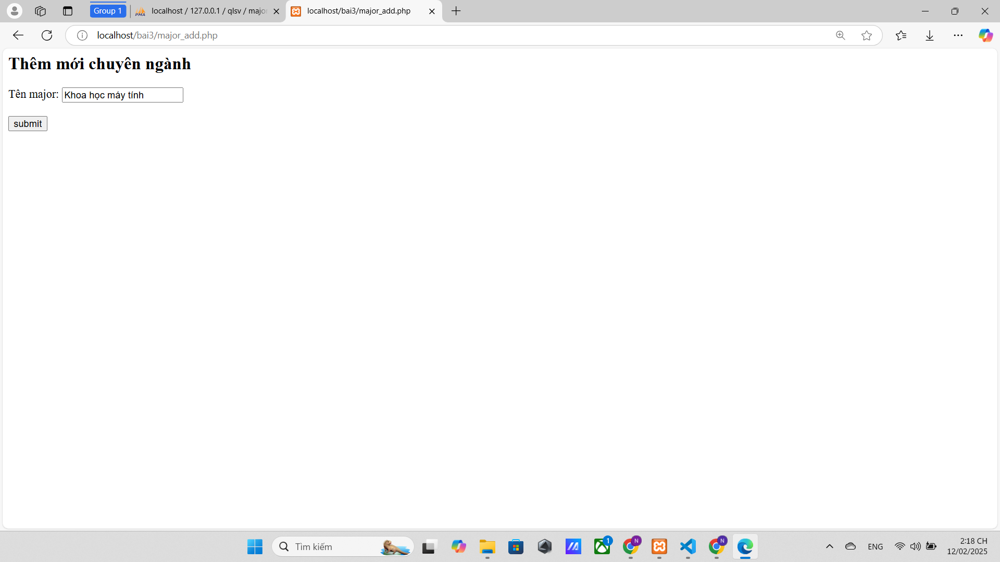 Group 1
PMA
localhost / 127.0.0.1 / qlsv / major
localhost/bai3/major_add.php
localhost/bai3/major_add.php
Thêm mới chuyên ngành
Tên major: Khoa học máy tính
submit
Tìm kiếm
1
N
N
ENG
2:18 CH
12/02/2025